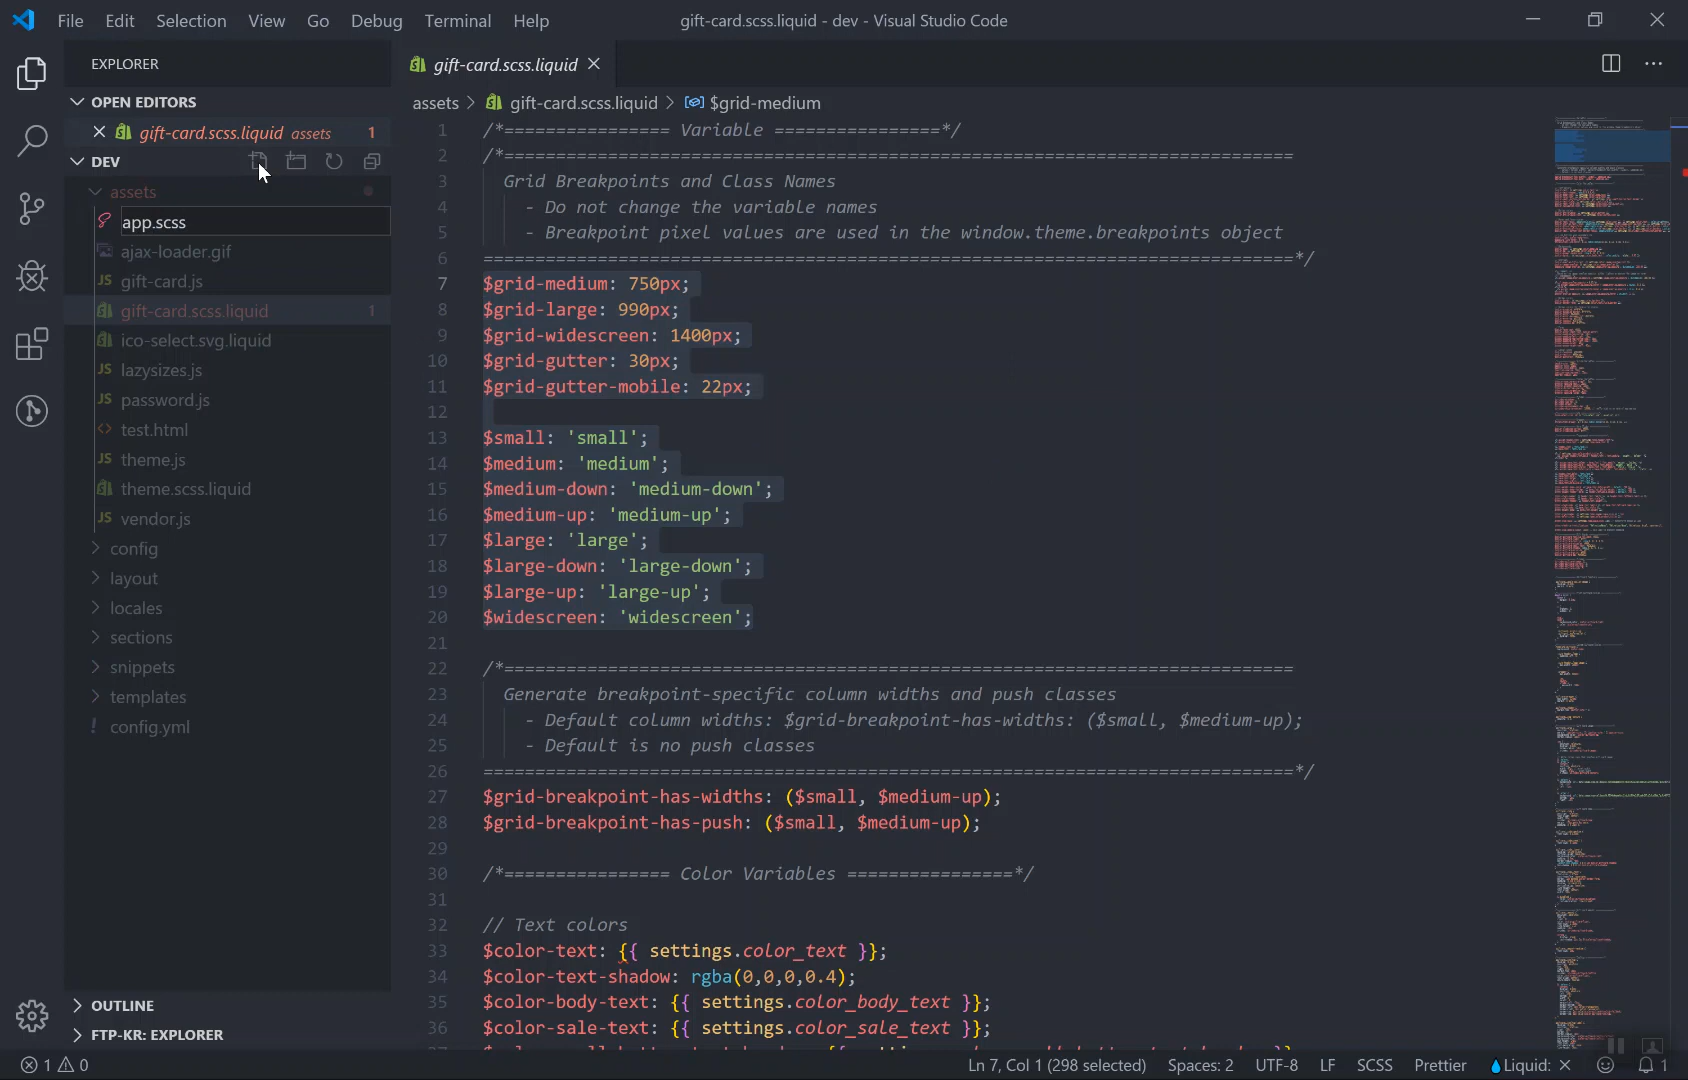 File Edit Selection View Go Debug Terminal Help
gift-card.scss.liquid - dev - Visual Studio Code
EXPLORER
OPEN EDITORS
gift-card.scss.liquid assets 1
DEV
assets
app.scss
ajax-loader.gif
JS gift-card.js
gift-card.scss.liquid 1
ico-select.svg.liquid
JS lazysizes.js
JS password.js
<> test.html
JS theme.js
theme.scss.liquid
JS vendor.js
config
layout
locales
sections
snippets
templates
! config.yml
OUTLINE
FTP-KR: EXPLORER
gift-card.scss.liquid
assets > gift-card.scss.liquid > $grid-medium
1 /*================ Variable ================*/
2 /*============================================================================
3 Grid Breakpoints and Class Names
4 - Do not change the variable names
5 - Breakpoint pixel values are used in the window.theme.breakpoints object
6 ==============================================================================*/
7 $grid-medium: 750px;
8 $grid-large: 990px;
9 $grid-widescreen: 1400px;
10 $grid-gutter: 30px;
11 $grid-gutter-mobile: 22px;
12
13 $small: 'small';
14 $medium: 'medium';
15 $medium-down: 'medium-down';
16 $medium-up: 'medium-up';
17 $large: 'large';
18 $large-down: 'large-down';
19 $large-up: 'large-up';
20 $widescreen: 'widescreen';
21
22 /*============================================================================
23 Generate breakpoint-specific column widths and push classes
24 - Default column widths: $grid-breakpoint-has-widths: ($small, $medium-up);
25 - Default is no push classes
26 ==============================================================================*/
27 $grid-breakpoint-has-widths: ($small, $medium-up);
28 $grid-breakpoint-has-push: ($small, $medium-up);
29
30 /*================ Color Variables ================*/
31
32 // Text colors
33 $color-text: {{ settings.color_text }};
34 $color-text-shadow: rgba(0,0,0,0.4);
35 $color-body-text: {{ settings.color_body_text }};
36 $color-sale-text: {{ settings.color_sale_text }};
1 0
Ln 7, Col 1 (298 selected) Spaces: 2 UTF-8 LF SCSS Prettier Liquid: × 1